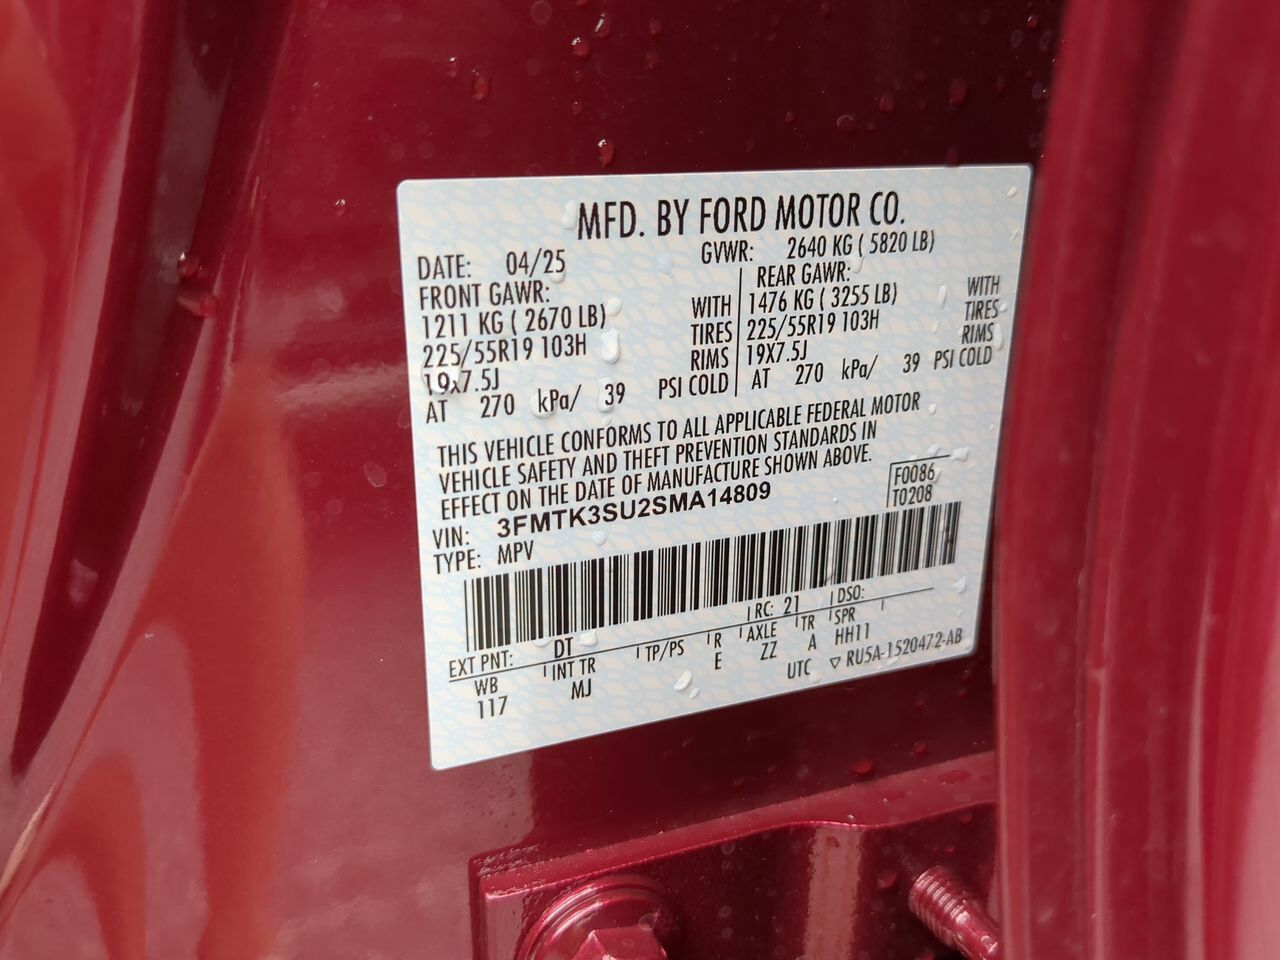 MFD. BY FORD MOTOR CO.
DATE: 04/25 GVWR: 2640 KG ( 5820 LB)
FRONT GAWR: REAR GAWR:
1211 KG ( 2670 LB) WITH 1476 KG ( 3255 LB) WITH
225/55R19 103H TIRES 225/55R19 103H TIRES
19X7.5J RIMS 19X7.5J RIMS
AT 270 kPa/ 39 PSI COLD AT 270 kPa/ 39 PSI COLD
THIS VEHICLE CONFORMS TO ALL APPLICABLE FEDERAL MOTOR
VEHICLE SAFETY AND THEFT PREVENTION STANDARDS IN
EFFECT ON THE DATE OF MANUFACTURE SHOWN ABOVE.
F0086
T0208
VIN: 3FMTK3SU2SMA14809
TYPE: MPV
EXT PNT: DT RC: 21 DSO:
WB INT TR TP/PS R AXLE TR SPR
117 MJ E ZZ A HH11
UTC ▽ RU5A-1520472-AB